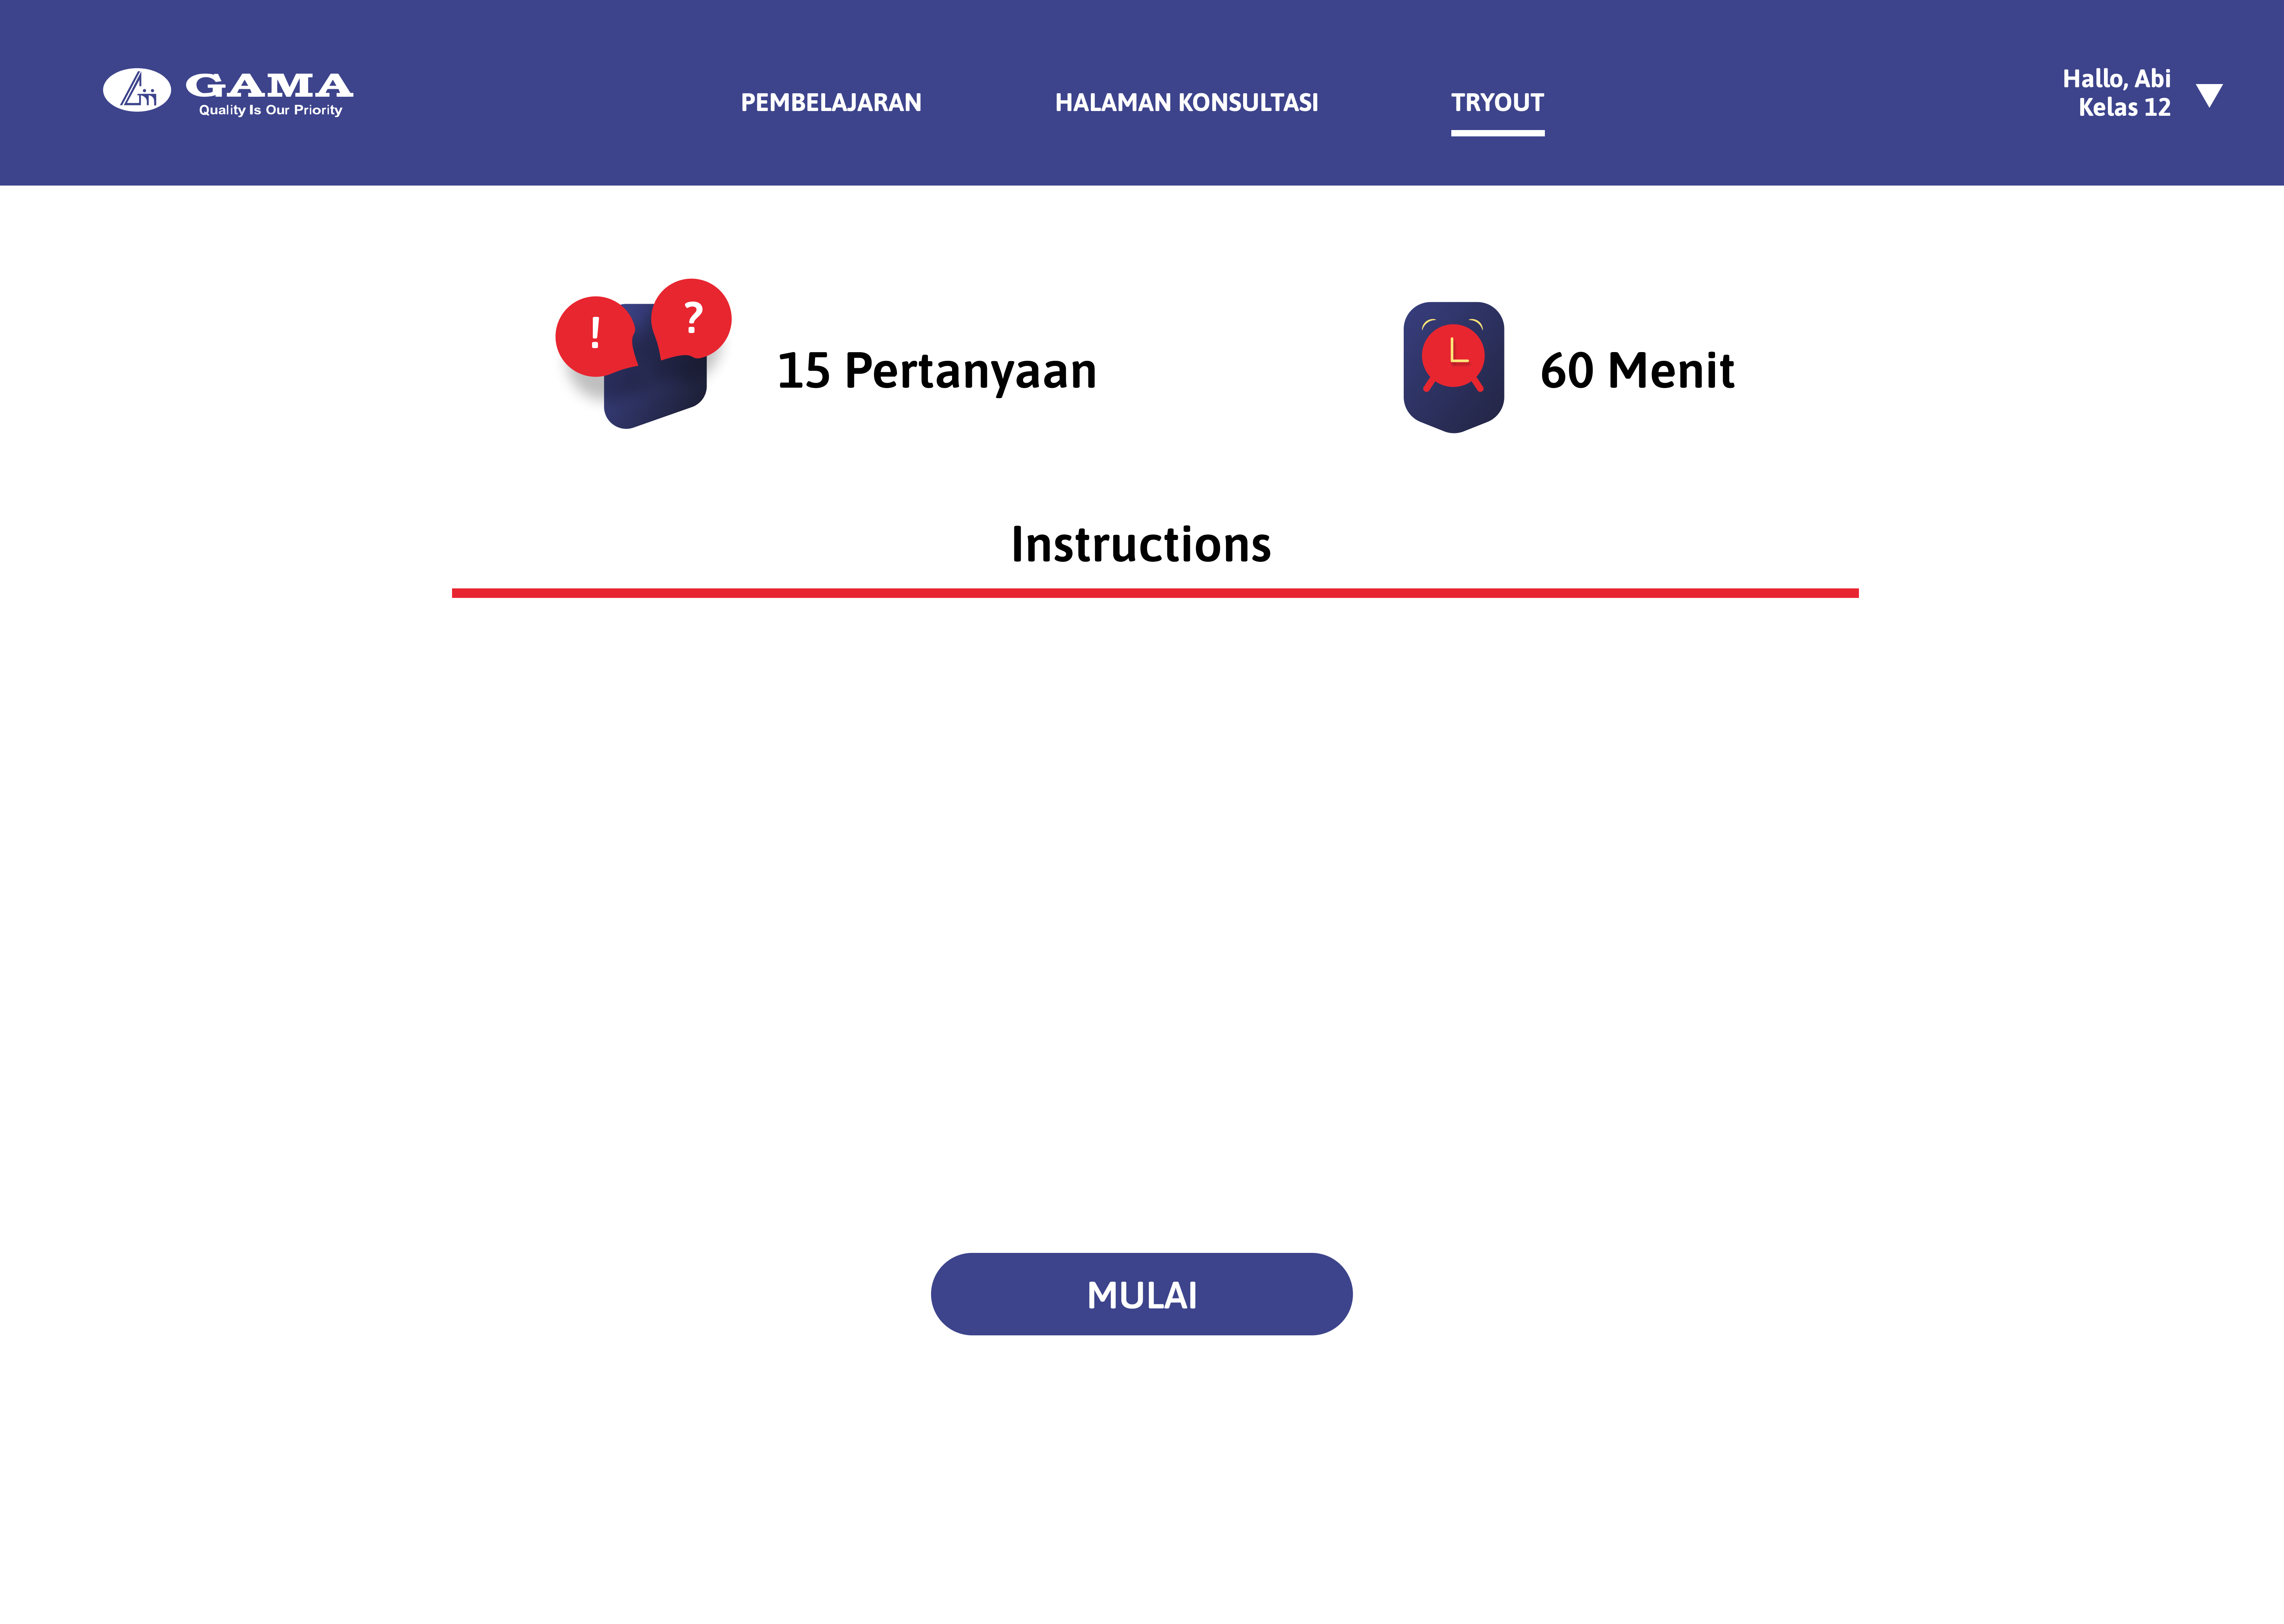 GAMA
Quality Is Our Priority
PEMBELAJARAN
HALAMAN KONSULTASI
TRYOUT
Hallo, Abi
Kelas 12
!
?
15 Pertanyaan
60 Menit
Instructions
MULAI